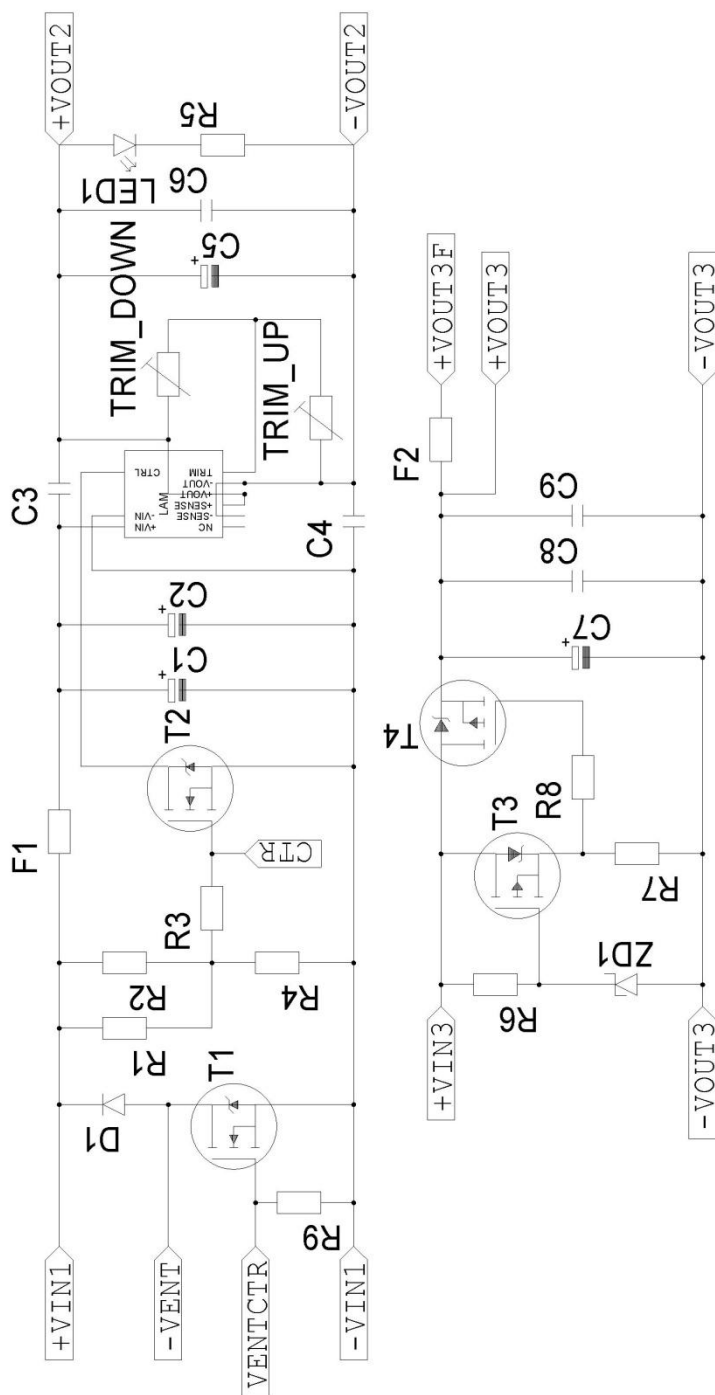 +VOUT2
-VOUT2
LED1
R5
C6
C5
TRIM_DOWN
TRIM_UP
C3
CTRL
-VIN
+VIN
LAM
TRIM
-VOUT
+VOUT
+SENSE
-SENSE
NC
C4
C2
C1
T2
F1
CTR
R3
R2
R4
R1
T1
D1
R9
+VIN1
-VENT
VENTCTR
-VIN1
+VOUT3F
+VOUT3
-VOUT3
F2
C9
C8
C7
T4
R8
T3
R7
R6
ZD1
+VIN3
-VOUT3